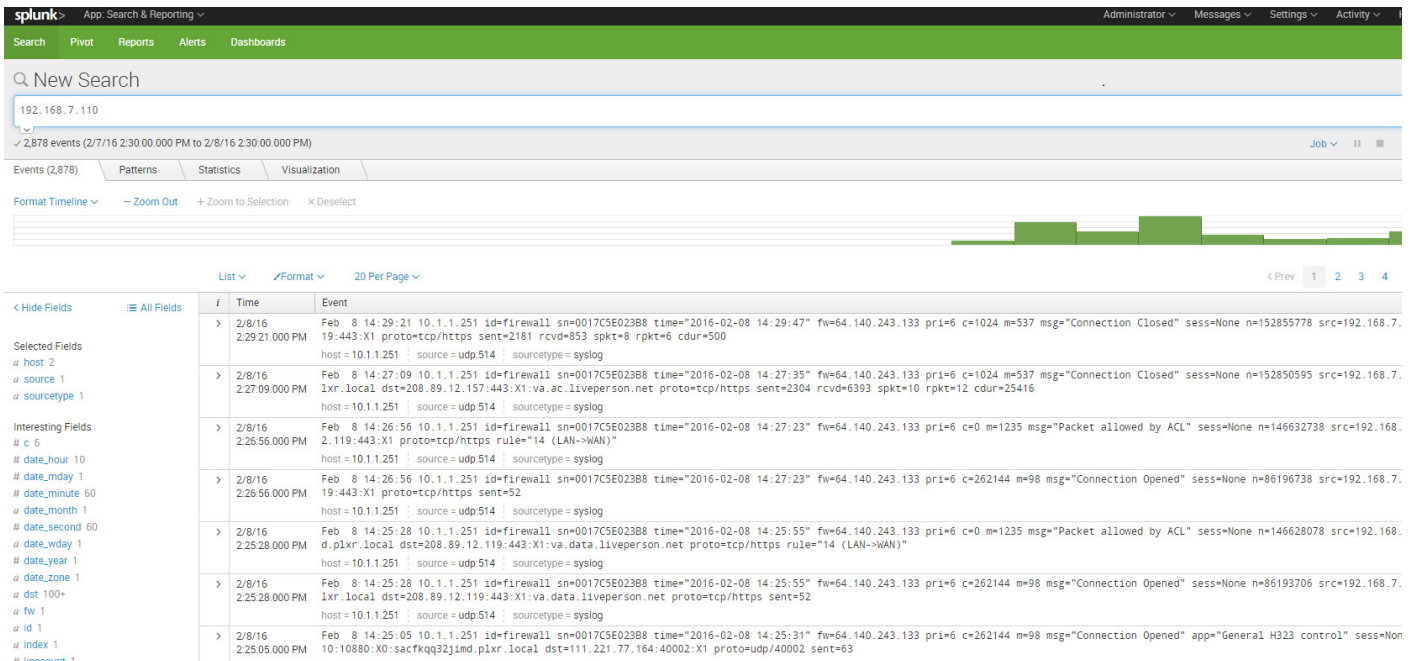 splunk> App: Search & Reporting Administrator Messages Settings Activity
Search Pivot Reports Alerts Dashboards
New Search
192.168.7.110
2,878 events (2/7/16 2:30:00.000 PM to 2/8/16 2:30:00.000 PM) Job
Events (2,878) Patterns Statistics Visualization
Format Timeline — Zoom Out + Zoom to Selection × Deselect
List Format 20 Per Page < Prev 1 2 3 4
< Hide Fields All Fields
Selected Fields
a host 2
a source 1
a sourcetype 1
Interesting Fields
# c 6
# date_hour 10
# date_mday 1
# date_minute 60
a date_month 1
# date_second 60
a date_wday 1
# date_year 1
a date_zone 1
a dst 100+
a fw 1
a id 1
a index 1
# linecount 1
i Time Event
> 2/8/16 Feb 8 14:29:21 10.1.1.251 id=firewall sn=0017C5E023B8 time="2016-02-08 14:29:47" fw=64.140.243.133 pri=6 c=1024 m=537 msg="Connection Closed" sess=None n=152855778 src=192.168.7.
2:29:21.000 PM 19:443:X1 proto=tcp/https sent=2181 rcvd=853 spkt=8 rpkt=6 cdur=500
host = 10.1.1.251 source = udp:514 sourcetype = syslog
> 2/8/16 Feb 8 14:27:09 10.1.1.251 id=firewall sn=0017C5E023B8 time="2016-02-08 14:27:35" fw=64.140.243.133 pri=6 c=1024 m=537 msg="Connection Closed" sess=None n=152850595 src=192.168.7.
2:27:09.000 PM lxr.local dst=208.89.12.157:443:X1:va.ac.liveperson.net proto=tcp/https sent=2304 rcvd=6393 spkt=10 rpkt=12 cdur=25416
host = 10.1.1.251 source = udp:514 sourcetype = syslog
> 2/8/16 Feb 8 14:26:56 10.1.1.251 id=firewall sn=0017C5E023B8 time="2016-02-08 14:27:23" fw=64.140.243.133 pri=6 c=0 m=1235 msg="Packet allowed by ACL" sess=None n=146632738 src=192.168.
2:26:56.000 PM 2.119:443:X1 proto=tcp/https rule="14 (LAN->WAN)"
host = 10.1.1.251 source = udp:514 sourcetype = syslog
> 2/8/16 Feb 8 14:26:56 10.1.1.251 id=firewall sn=0017C5E023B8 time="2016-02-08 14:27:23" fw=64.140.243.133 pri=6 c=262144 m=98 msg="Connection Opened" sess=None n=86196738 src=192.168.7.
2:26:56.000 PM 19:443:X1 proto=tcp/https sent=52
host = 10.1.1.251 source = udp:514 sourcetype = syslog
> 2/8/16 Feb 8 14:25:28 10.1.1.251 id=firewall sn=0017C5E023B8 time="2016-02-08 14:25:55" fw=64.140.243.133 pri=6 c=0 m=1235 msg="Packet allowed by ACL" sess=None n=146628078 src=192.168.
2:25:28.000 PM d.plxr.local dst=208.89.12.119:443:X1:va.data.liveperson.net proto=tcp/https rule="14 (LAN->WAN)"
host = 10.1.1.251 source = udp:514 sourcetype = syslog
> 2/8/16 Feb 8 14:25:28 10.1.1.251 id=firewall sn=0017C5E023B8 time="2016-02-08 14:25:55" fw=64.140.243.133 pri=6 c=262144 m=98 msg="Connection Opened" sess=None n=86193706 src=192.168.7.
2:25:28.000 PM lxr.local dst=208.89.12.119:443:X1:va.data.liveperson.net proto=tcp/https sent=52
host = 10.1.1.251 source = udp:514 sourcetype = syslog
> 2/8/16 Feb 8 14:25:05 10.1.1.251 id=firewall sn=0017C5E023B8 time="2016-02-08 14:25:31" fw=64.140.243.133 pri=6 c=262144 m=98 msg="Connection Opened" app="General H323 control" sess=Non
2:25:05.000 PM 10:10880:X0:sacfkqq32jimd.plxr.local dst=111.221.77.164:40002:X1 proto=udp/40002 sent=63